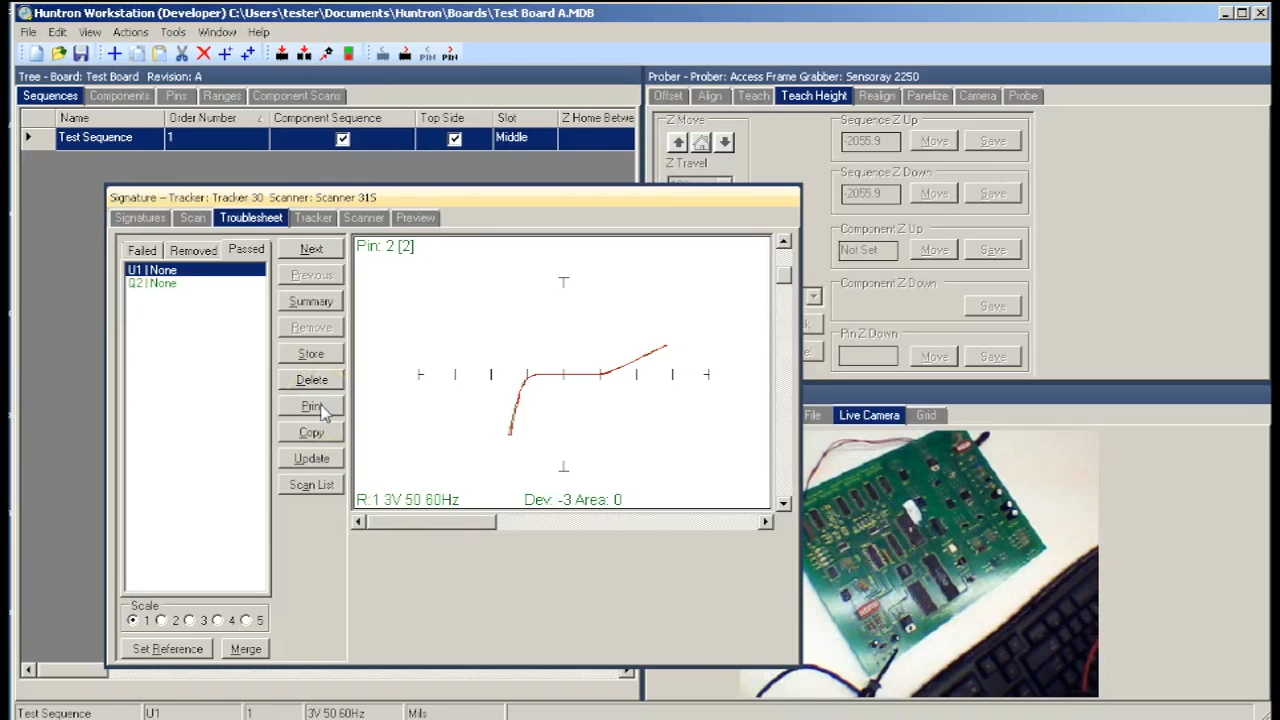 Huntron Workstation (Developer) C:\Users\tester\Documents\Huntron\Boards\Test Board A.MDB
File Edit View Actions Tools Window Help
PIN PIN
Tree - Board: Test Board Revision: A
Sequences Components Pins Ranges Component Scans
Name Order Number Component Sequence Top Side Slot Z Home Betwe
Test Sequence 1 Middle
Prober - Prober: Access Frame Grabber: Sensoray 2250
Offset Align Teach Teach Height Realign Panelize Camera Probe
Z Move
Z Travel
Sequence Z Up
-2055.9 Move Save
Sequence Z Down
-2055.9 Move Save
Component Z Up
Not Set Move Save
Component Z Down
Save
Pin Z Down
Move Save
Signature - Tracker: Tracker 30 Scanner: Scanner 31S
Signatures Scan Troublesheet Tracker Scanner Preview
Failed Removed Passed
U1 | None
Q2 | None
Next
Previous
Summary
Remove
Store
Delete
Print
Copy
Update
Scan List
Pin: 2 [2]
R:1 3V 50 60Hz Dev: -3 Area: 0
Scale
1 2 3 4 5
Set Reference Merge
File Live Camera Grid
Test Sequence U1 1 3V 50 60Hz Mils